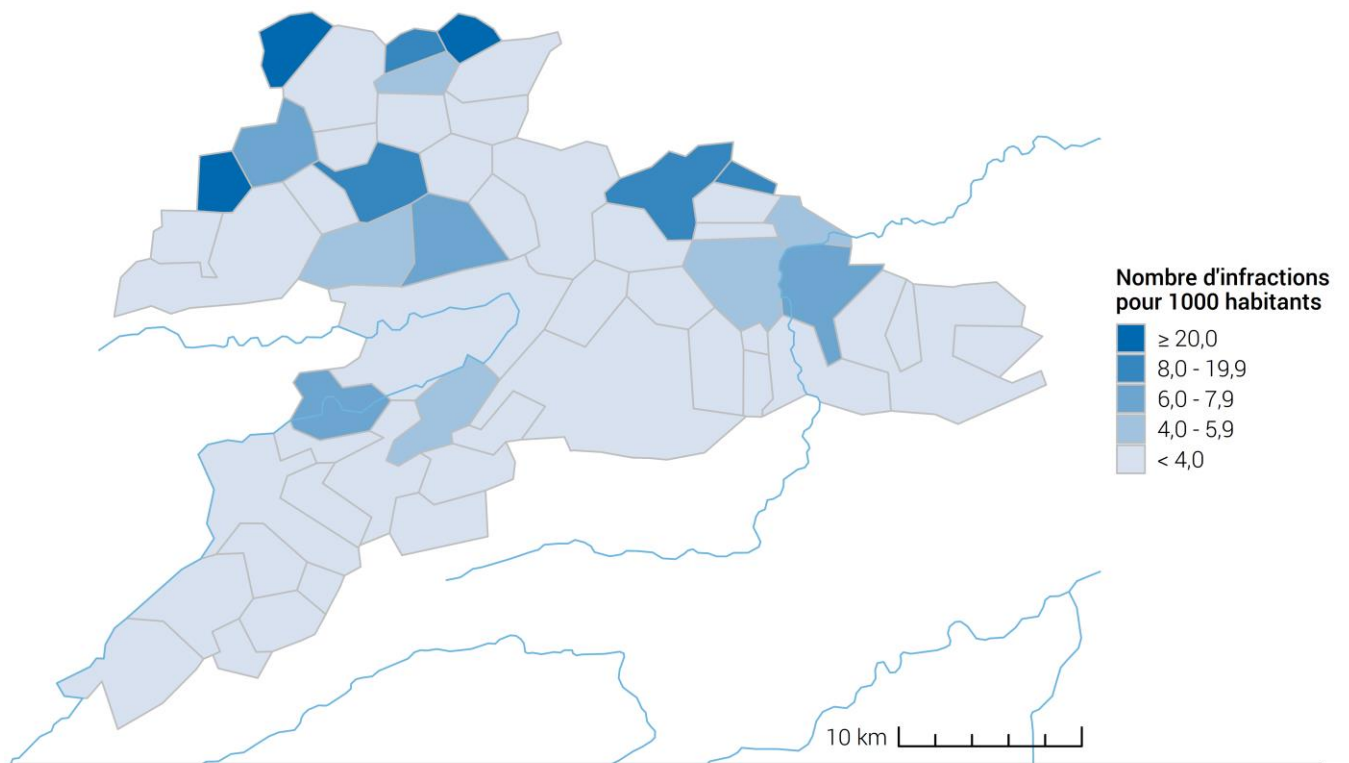 Nombre d'infractions
pour 1000 habitants
≥ 20,0
8,0 - 19,9
6,0 - 7,9
4,0 - 5,9
< 4,0
10 km